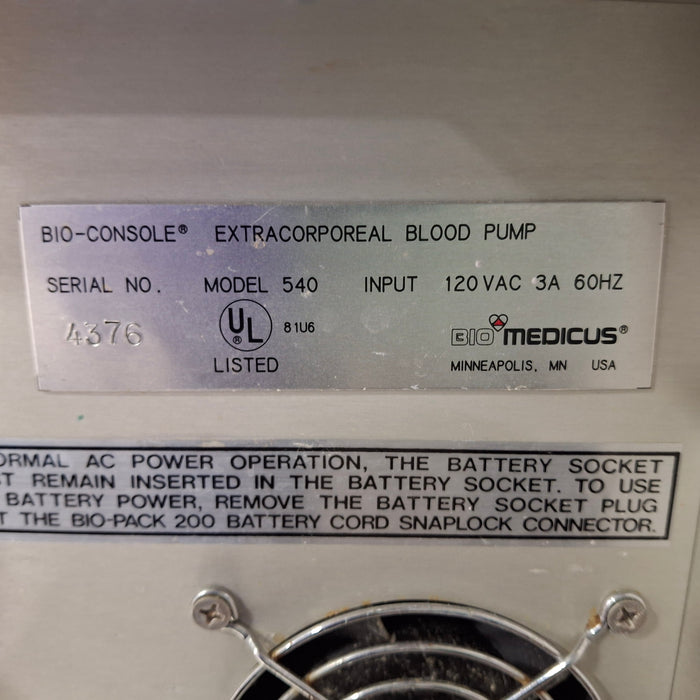 BIO-CONSOLE® EXTRACORPOREAL BLOOD PUMP
SERIAL NO. MODEL 540 INPUT 120 VAC 3A 60HZ
4376 UL® 81U6 BIO MEDICUS®
LISTED MINNEAPOLIS, MN USA
AC POWER OPERATION, THE BATTERY SOCKET
REMAIN INSERTED IN THE BATTERY SOCKET. TO USE
BATTERY POWER, REMOVE THE BATTERY SOCKET PLUG
THE BIO-PACK 200 BATTERY CORD SNAPLOCK CONNECTOR.